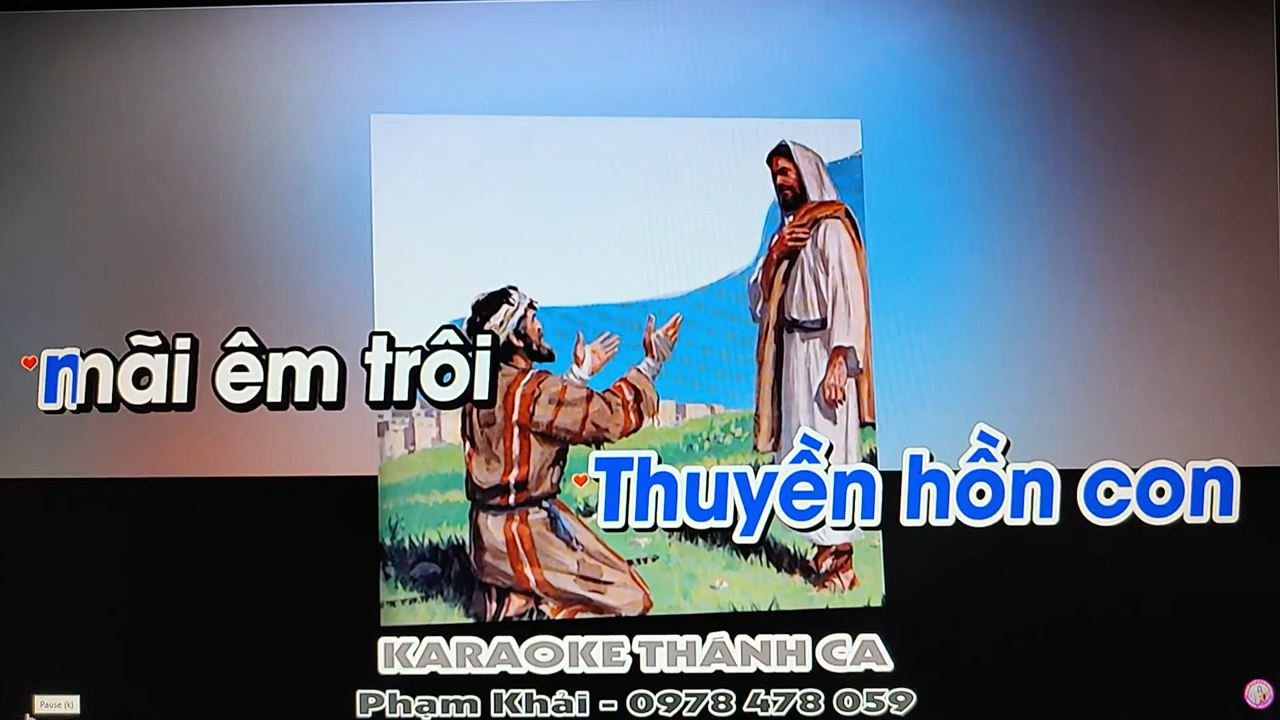 mãi êm trôi
Thuyền hồn con
KARAOKE THÁNH CA
Phạm Khải - 0978 478 059
Pause (k)